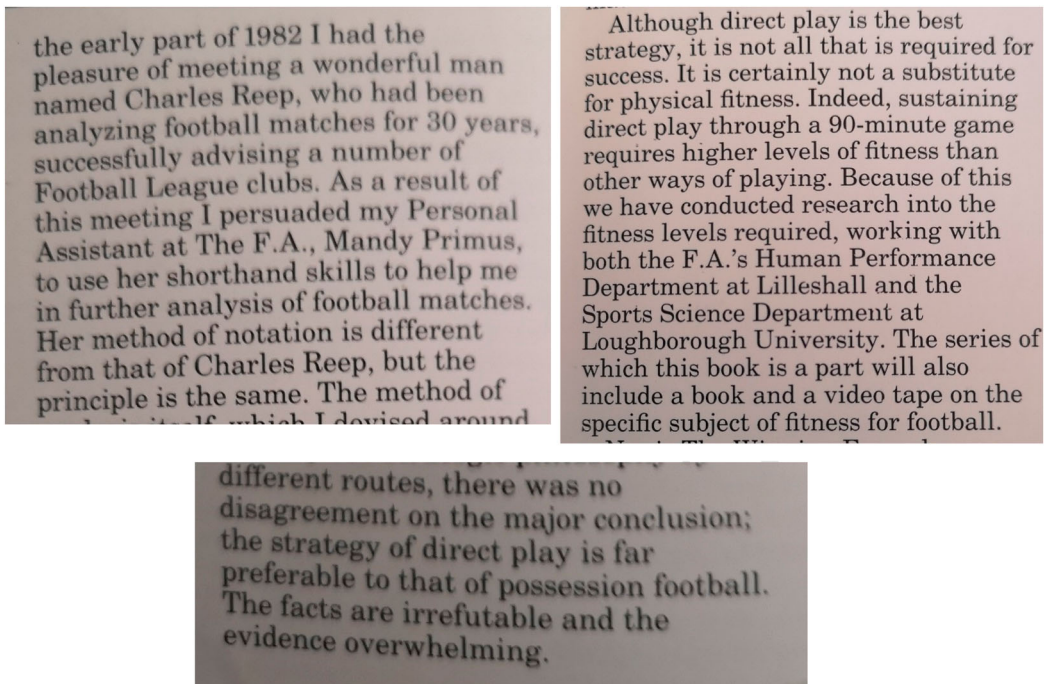 the early part of 1982 I had the
pleasure of meeting a wonderful man
named Charles Reep, who had been
analyzing football matches for 30 years,
successfully advising a number of
Football League clubs. As a result of
this meeting I persuaded my Personal
Assistant at The F.A., Mandy Primus,
to use her shorthand skills to help me
in further analysis of football matches.
Her method of notation is different
from that of Charles Reep, but the
principle is the same. The method of
itself, which I devised around
Although direct play is the best
strategy, it is not all that is required for
success. It is certainly not a substitute
for physical fitness. Indeed, sustaining
direct play through a 90-minute game
requires higher levels of fitness than
other ways of playing. Because of this
we have conducted research into the
fitness levels required, working with
both the F.A.'s Human Performance
Department at Lilleshall and the
Sports Science Department at
Loughborough University. The series of
which this book is a part will also
include a book and a video tape on the
specific subject of fitness for football.
The Winning
different routes, there was no
disagreement on the major conclusion;
the strategy of direct play is far
preferable to that of possession football.
The facts are irrefutable and the
evidence overwhelming.